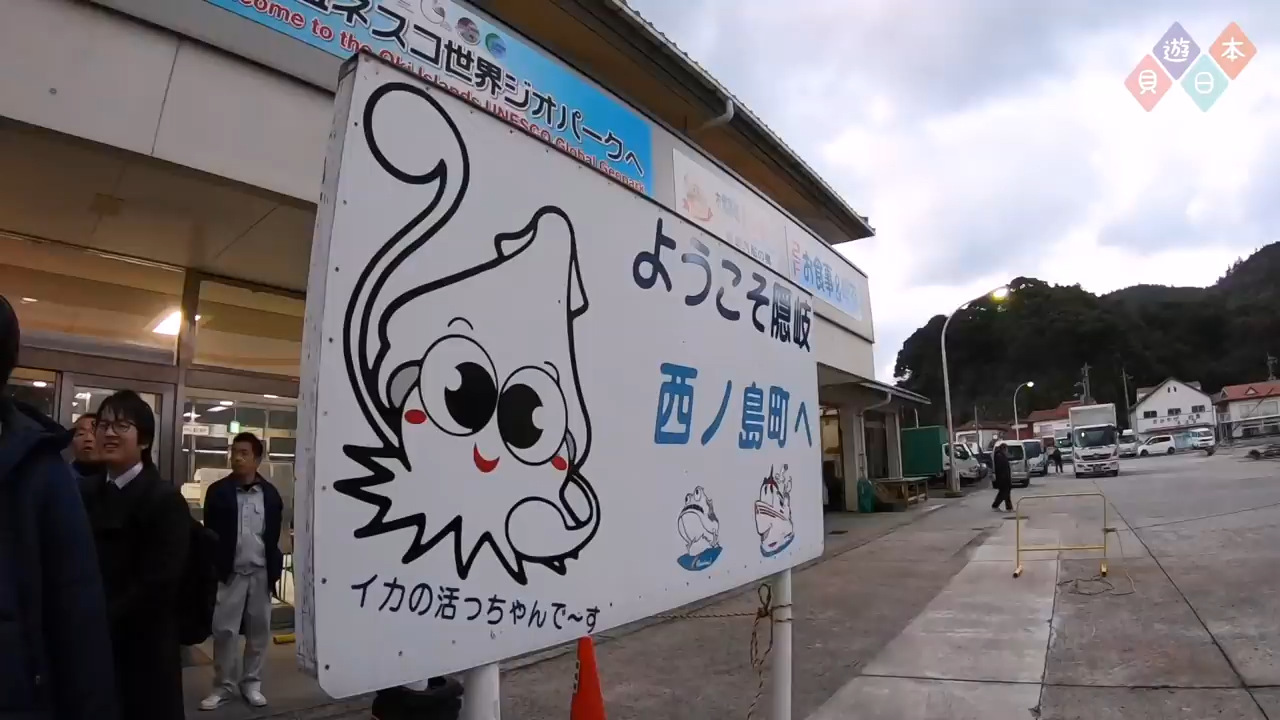 ユネスコ世界ジオパークへ
come to the Oki Islands UNESCO Global Geopark
お食事
ようこそ隠岐
西ノ島町へ
イカの活っちゃんで～す
遊 本
貝 日